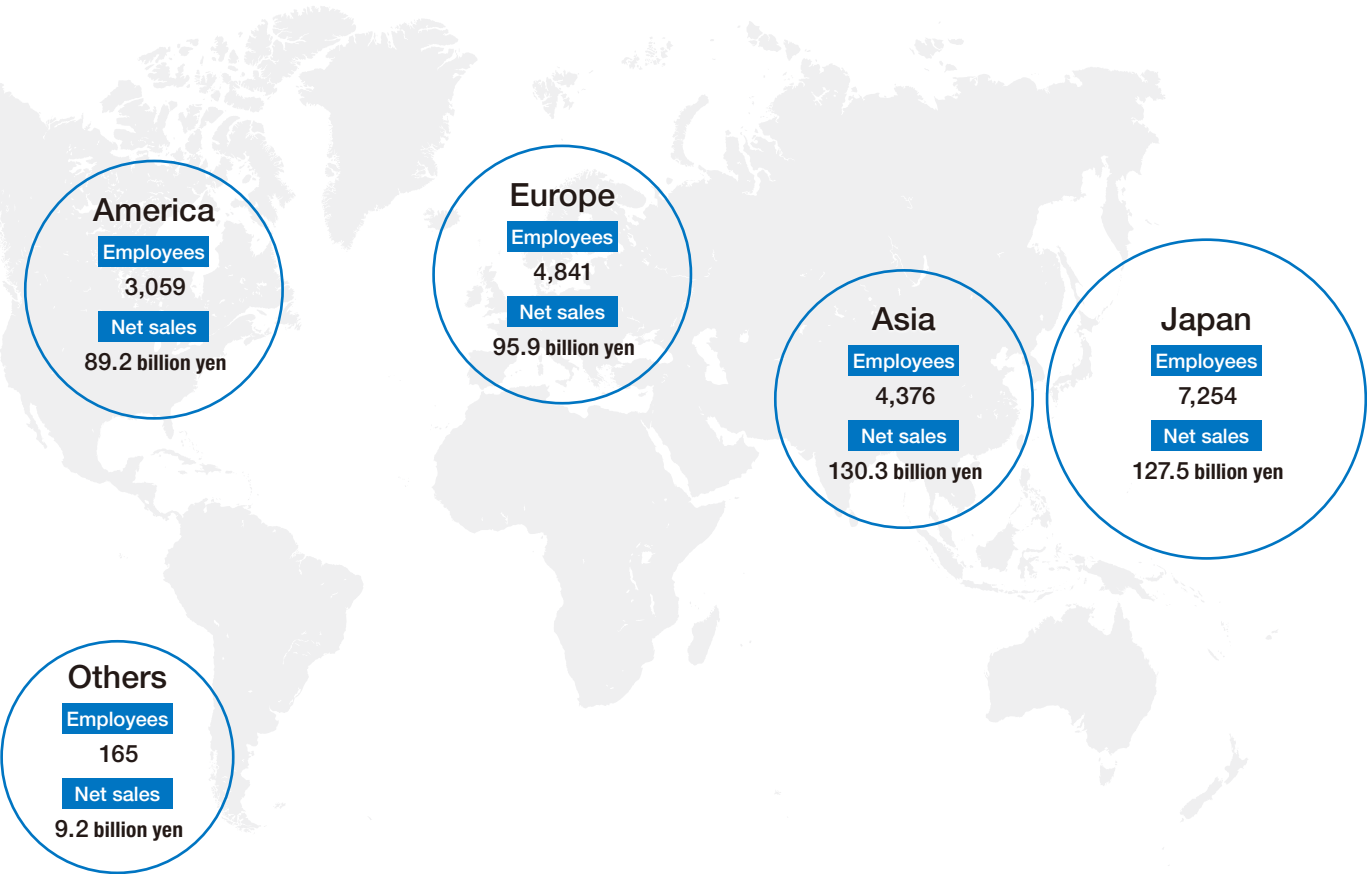 America
Employees
3,059
Net sales
89.2 billion yen
Europe
Employees
4,841
Net sales
95.9 billion yen
Asia
Employees
4,376
Net sales
130.3 billion yen
Japan
Employees
7,254
Net sales
127.5 billion yen
Others
Employees
165
Net sales
9.2 billion yen